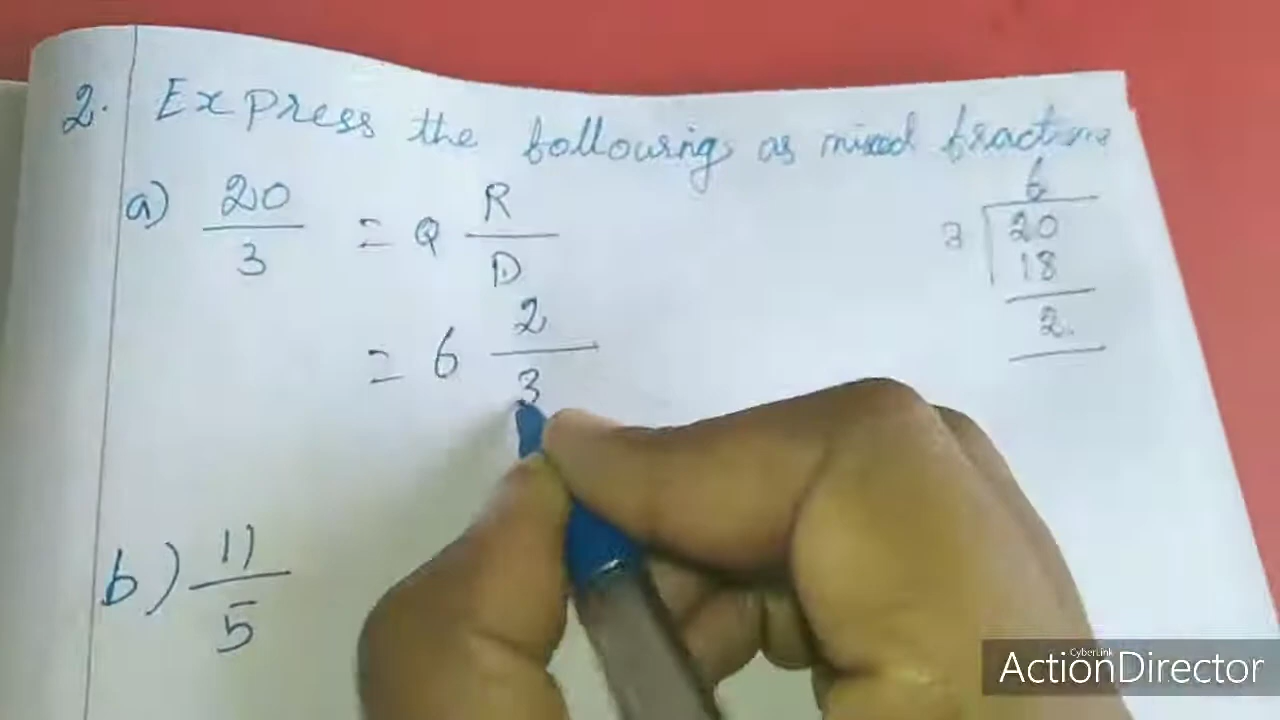 2. Express the following as mixed fractions
a) 20/3 = Q R/D
= 6 2/3
6
3 20
18
2.
b) 11/5
CyberLink
ActionDirector